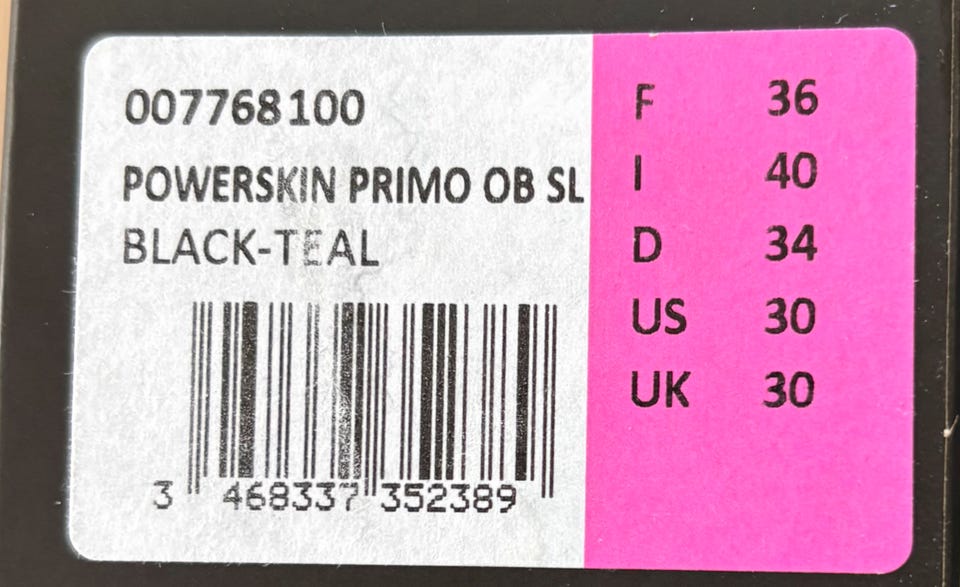 007768100
POWERSKIN PRIMO OB SL
BLACK-TEAL
3 468337 352389
F 36
I 40
D 34
US 30
UK 30